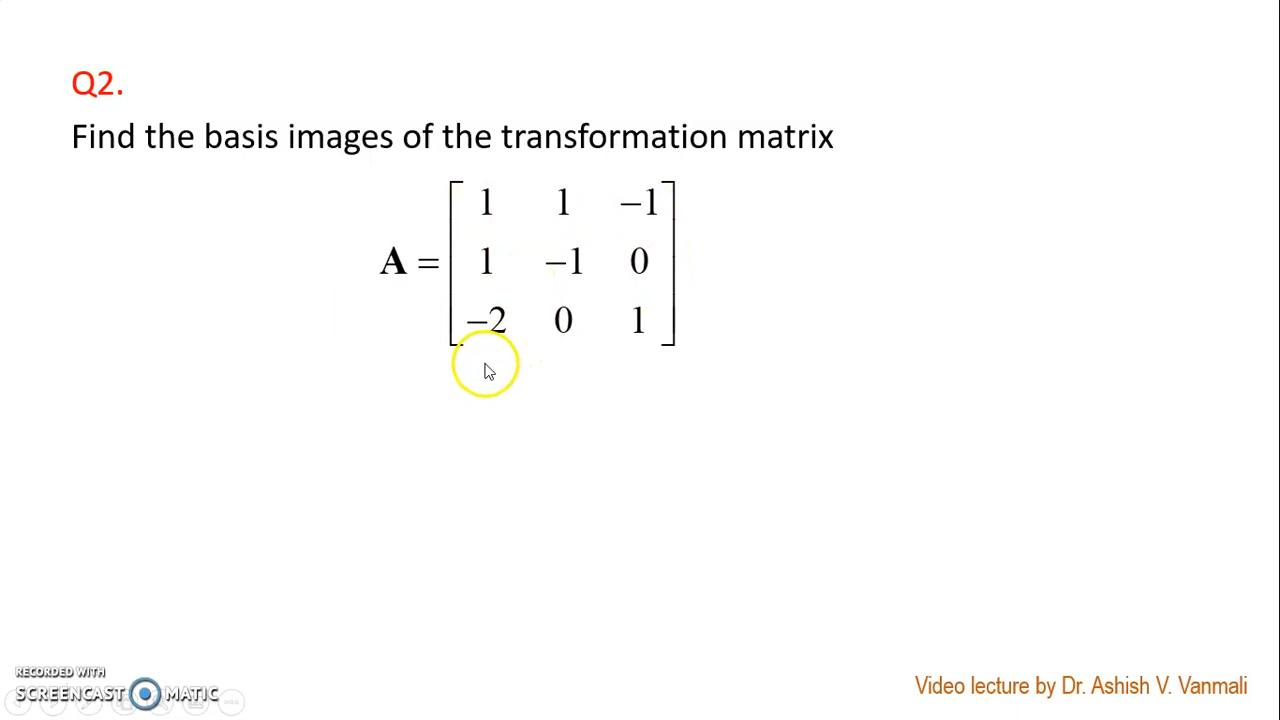 Q2.
Find the basis images of the transformation matrix
1 1 −1
A = 1 −1 0
−2 0 1
RECORDED WITH
SCREENCAST MATIC
Video lecture by Dr. Ashish V. Vanmali